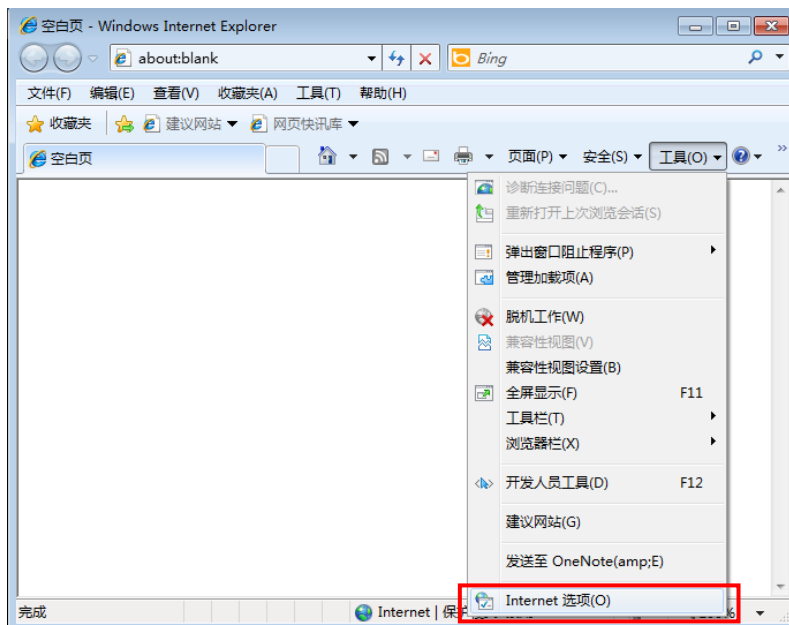 空白页 - Windows Internet Explorer
about:blank
Bing
文件(F) 编辑(E) 查看(V) 收藏夹(A) 工具(T) 帮助(H)
收藏夹 建议网站 网页快讯库
空白页 页面(P) 安全(S) 工具(O)
诊断连接问题(C)...
重新打开上次浏览会话(S)
弹出窗口阻止程序(P)
管理加载项(A)
脱机工作(W)
兼容性视图(V)
兼容性视图设置(B)
全屏显示(F) F11
工具栏(T)
浏览器栏(X)
开发人员工具(D) F12
建议网站(G)
发送至 OneNote(amp;E)
Internet 选项(O)
完成 Internet | 保